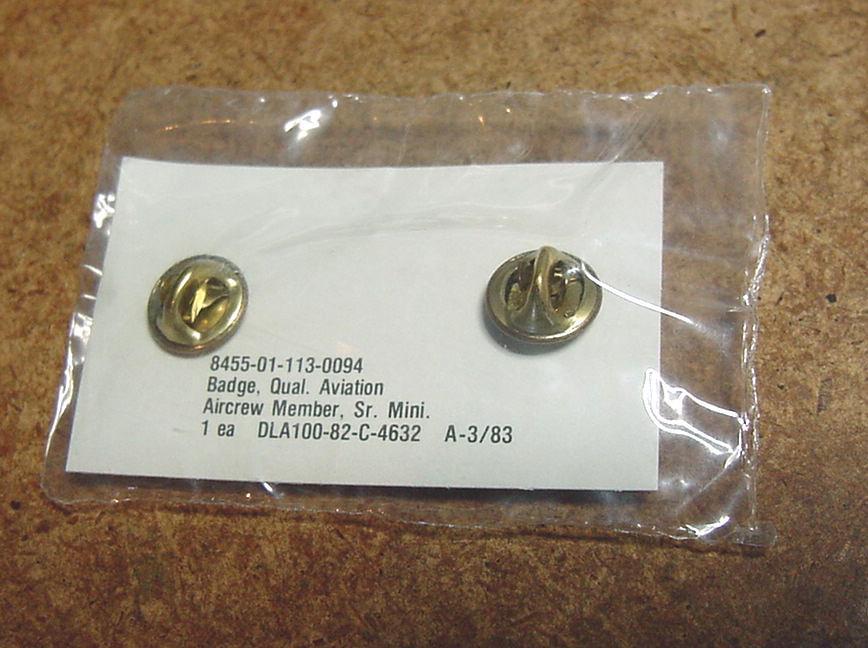 8455-01-113-0094
Badge, Qual. Aviation
Aircrew Member, Sr. Mini.
1 ea DLA100-82-C-4632 A-3/83